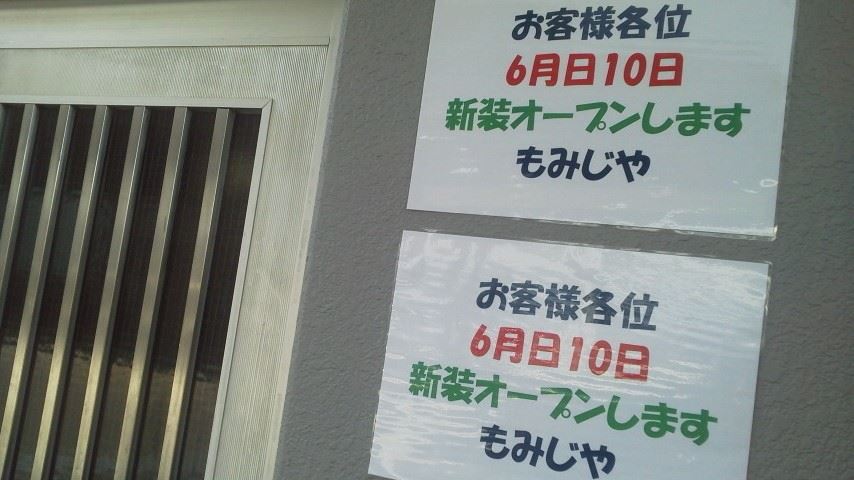 お客様各位
6月日10日
新装オープンします
もみじや
お客様各位
6月日10日
新装オープンします
もみじや